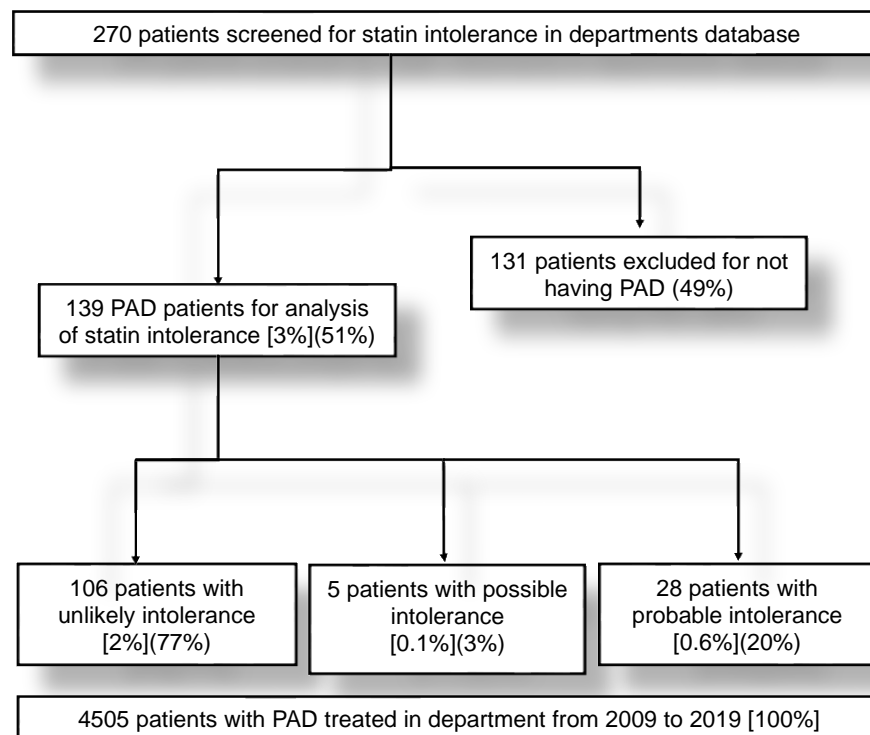 270 patients screened for statin intolerance in departments database
131 patients excluded for not
having PAD (49%)
139 PAD patients for analysis
of statin intolerance [3%](51%)
106 patients with
unlikely intolerance
[2%](77%)
5 patients with possible
intolerance
[0.1%](3%)
28 patients with
probable intolerance
[0.6%](20%)
4505 patients with PAD treated in department from 2009 to 2019 [100%]